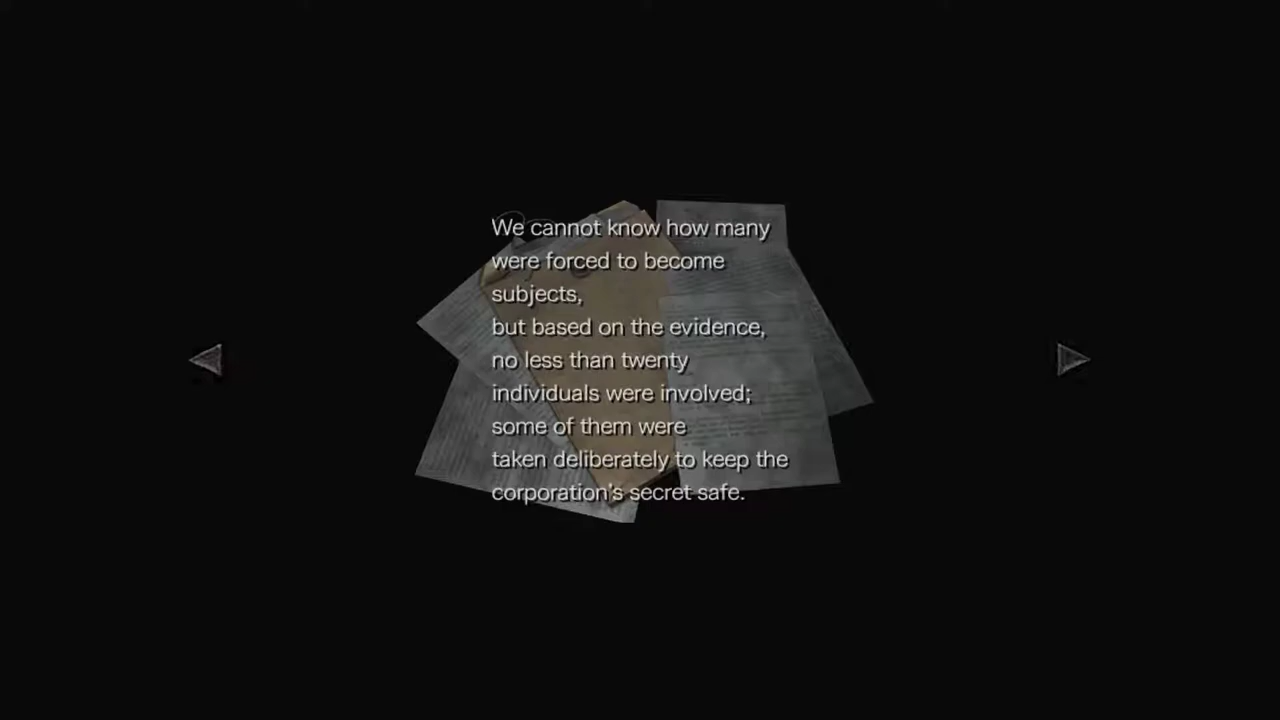 We cannot know how many
were forced to become
subjects,
but based on the evidence,
no less than twenty
individuals were involved;
some of them were
taken deliberately to keep the
corporation's secret safe.